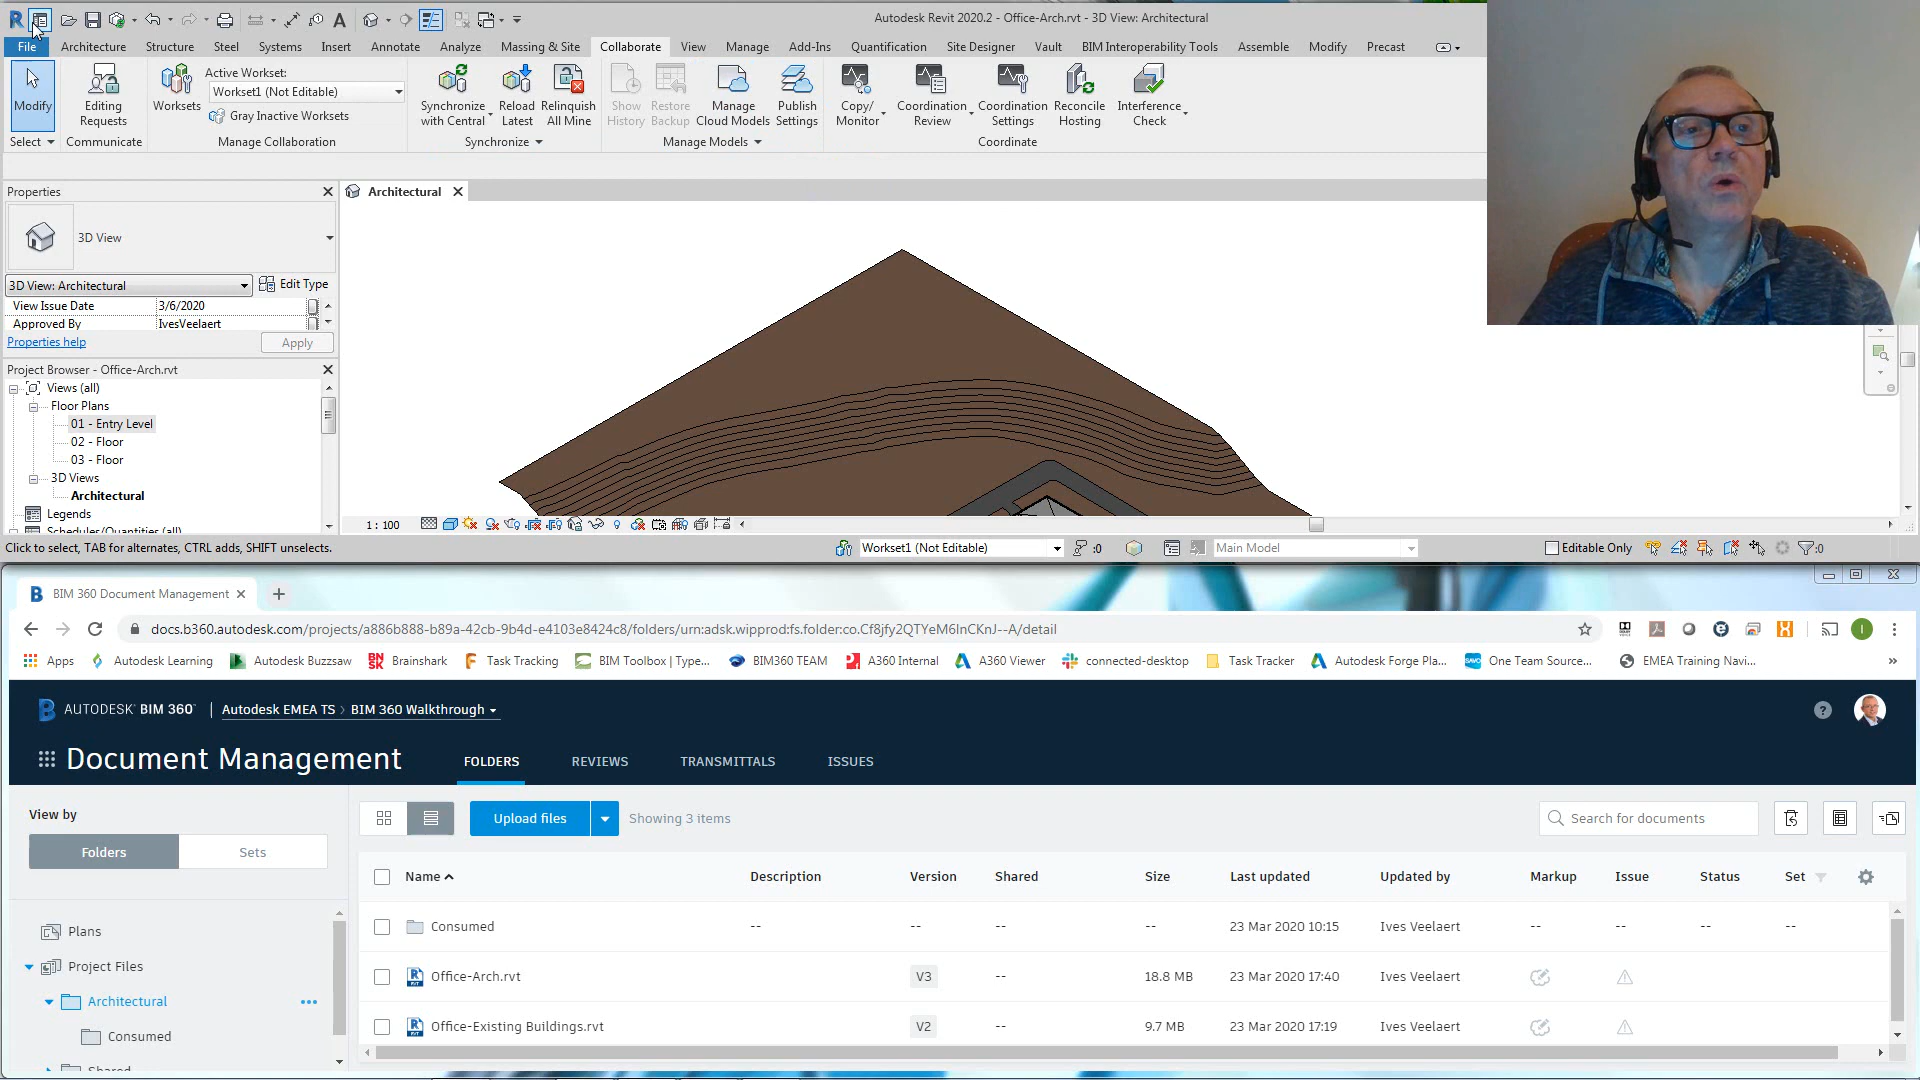 Autodesk Revit 2020.2 - Office-Arch.rvt - 3D View: Architectural
File Architecture Structure Steel Systems Insert Annotate Analyze Massing & Site Collaborate View Manage Add-Ins Quantification Site Designer Vault BIM Interoperability Tools Assemble Modify Precast
Modify
Editing Requests
Worksets
Active Workset:
Workset1 (Not Editable)
Gray Inactive Worksets
Synchronize with Central
Reload Latest
Relinquish All Mine
Show History
Restore Backup
Manage Cloud Models
Publish Settings
Copy/ Monitor
Coordination Review
Coordination Settings
Reconcile Hosting
Interference Check
Select Communicate Manage Collaboration Synchronize Manage Models Coordinate
Properties
Architectural
3D View
3D View: Architectural Edit Type
View Issue Date 3/6/2020
Approved By IvesVeelaert
Properties help Apply
Project Browser - Office-Arch.rvt
Views (all)
Floor Plans
01 - Entry Level
02 - Floor
03 - Floor
3D Views
Architectural
Legends
Schedules/Quantities (all)
1 : 100
Click to select, TAB for alternates, CTRL adds, SHIFT unselects.
Workset1 (Not Editable) :0 Main Model Editable Only :0
BIM 360 Document Management
docs.b360.autodesk.com/projects/a886b888-b89a-42cb-9b4d-e4103e8424c8/folders/urn:adsk.wipprod:fs.folder:co.Cf8jfy2QTYeM6lnCKnJ--A/detail
Apps Autodesk Learning Autodesk Buzzsaw Brainshark Task Tracking BIM Toolbox | Type... BIM360 TEAM A360 Internal A360 Viewer connected-desktop Task Tracker Autodesk Forge Pla... One Team Source... EMEA Training Navi... »
AUTODESK BIM 360 | Autodesk EMEA TS > BIM 360 Walkthrough
Document Management FOLDERS REVIEWS TRANSMITTALS ISSUES
View by
Folders Sets
Upload files Showing 3 items Search for documents
Name Description Version Shared Size Last updated Updated by Markup Issue Status Set
Consumed -- -- -- -- 23 Mar 2020 10:15 Ives Veelaert -- -- -- --
Office-Arch.rvt V3 -- 18.8 MB 23 Mar 2020 17:40 Ives Veelaert
Office-Existing Buildings.rvt V2 -- 9.7 MB 23 Mar 2020 17:19 Ives Veelaert
Plans
Project Files
Architectural
Consumed
Shared